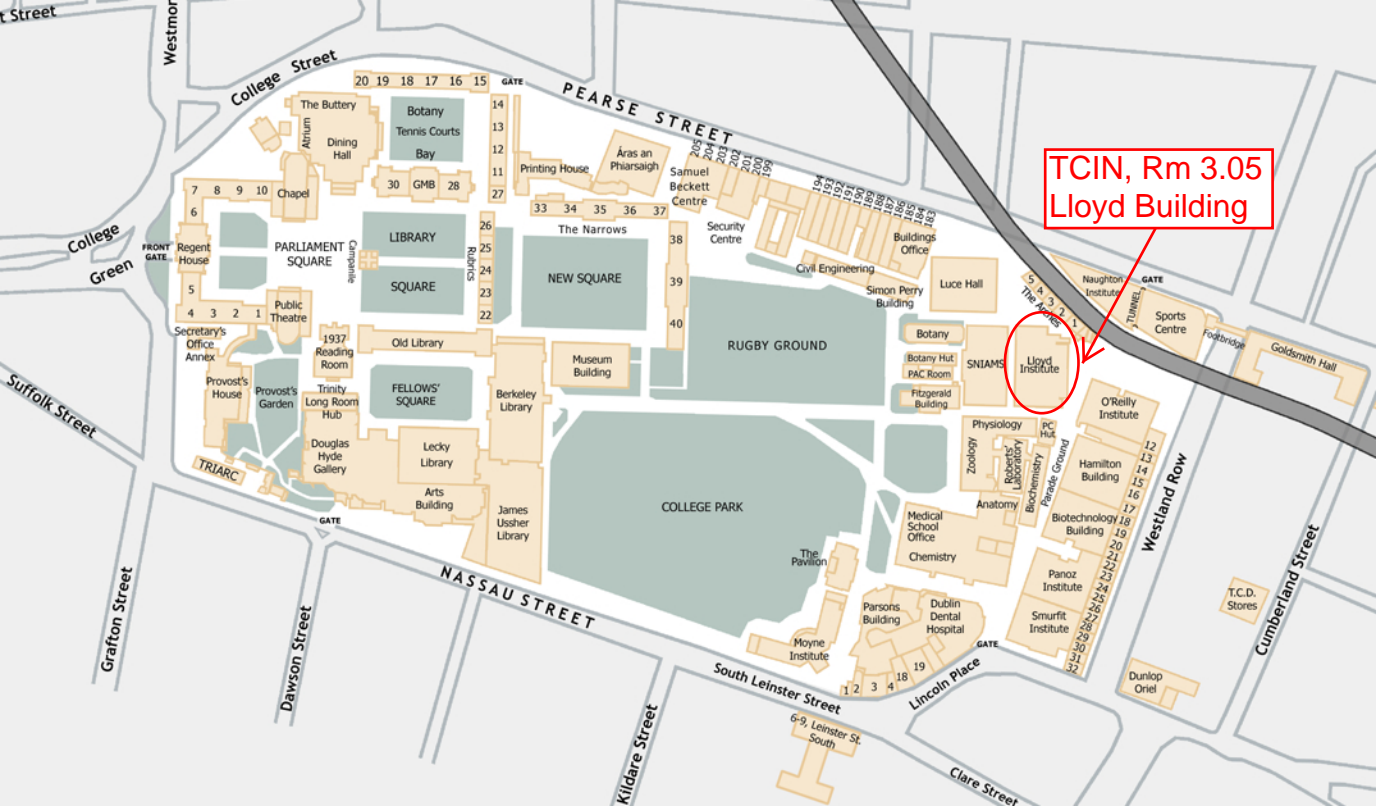 t Street
Westmor
College Street
PEARSE STREET
College
Green
Suffolk Street
Grafton Street
Dawson Street
NASSAU STREET
Kildare Street
South Leinster Street
Lincoln Place
Clare Street
Westland Row
Cumberland Street
TCIN, Rm 3.05
Lloyd Building
20 19 18 17 16 15
GATE
The Buttery
Atrium
Dining
Hall
Botany
Tennis Courts
Bay
14
13
12
11
27
Printing House
Áras an
Phiarsaigh
Samuel
Beckett
Centre
205
204
203
202
201
200
199
194
193
192
191
190
189
188
187
186
185
184
183
7 8 9 10
6
Chapel
30 GMB 28
33 34 35 36 37
The Narrows
Security
Centre
Buildings
Office
Civil Engineering
Simon Perry
Building
Luce Hall
FRONT
GATE
Regent
House
5
4 3 2 1
PARLIAMENT
SQUARE
Campanile
LIBRARY
SQUARE
Rubrics
26
25
24
23
22
NEW SQUARE
38
39
40
RUGBY GROUND
5
4
3
2
1
The Arches
Naughton
Institute
GATE
TUNNEL
Sports
Centre
Footbridge
Goldsmith Hall
Public
Theatre
Secretary's
Office
Annex
1937
Reading
Room
Old Library
Museum
Building
Botany
Botany Hut
PAC Room
Fitzgerald
Building
SNIAMS
Lloyd
Institute
Provost's
House
Provost's
Garden
Trinity
Long Room
Hub
FELLOWS'
SQUARE
Berkeley
Library
O'Reilly
Institute
Douglas
Hyde
Gallery
Lecky
Library
Arts
Building
James
Ussher
Library
TRIARC
GATE
COLLEGE PARK
Physiology
PC
Hut
Zoology
Roberts'
Laboratory
Biochemistry
Parade Ground
Anatomy
Hamilton
Building
Biotechnology
Building
12
13
14
15
16
17
18
19
20
21
22
23
24
25
26
27
28
29
30
31
32
Medical
School
Office
Chemistry
The
Pavilion
Panoz
Institute
Smurfit
Institute
Parsons
Building
Dublin
Dental
Hospital
GATE
Moyne
Institute
1 2 3 4 18 19
6-9, Leinster St.
South
T.C.D.
Stores
Dunlop
Oriel